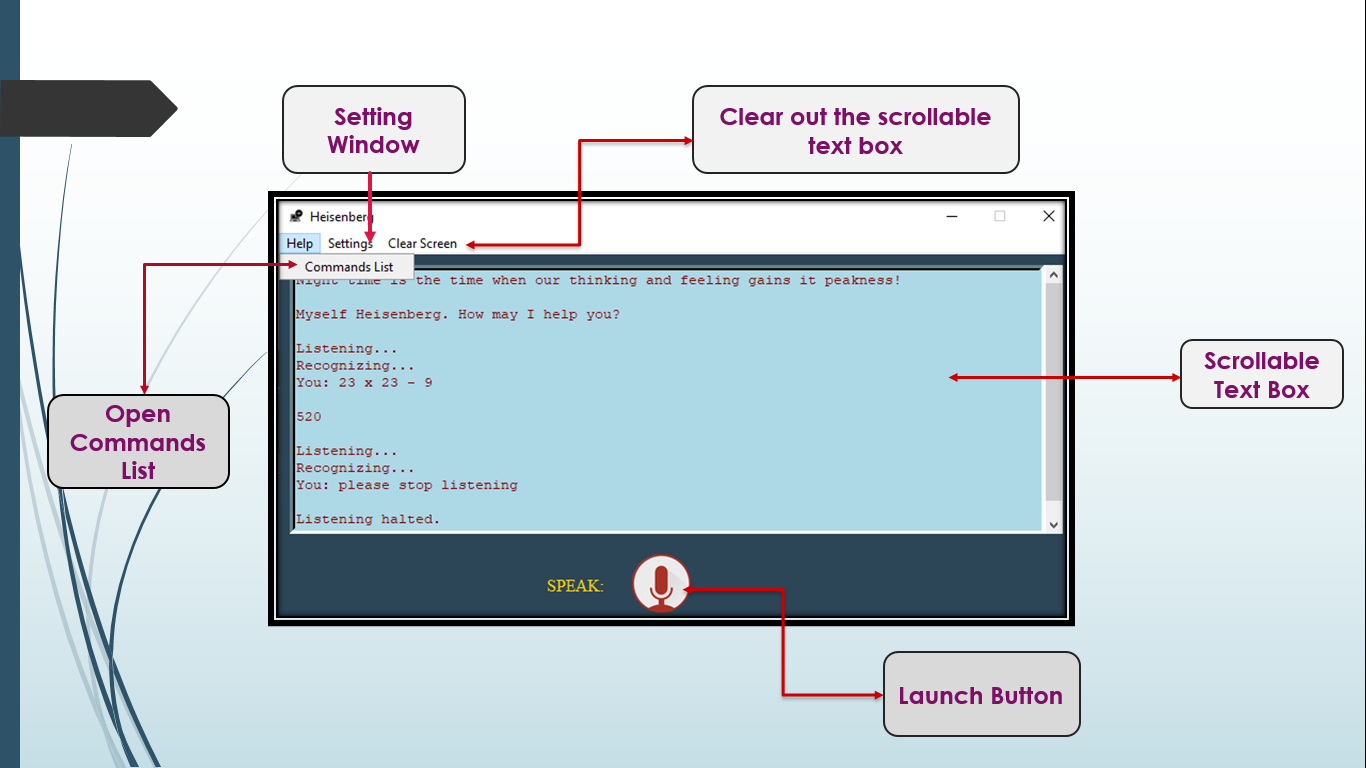 Setting
Window
Clear out the scrollable
text box
Heisenberg
Help Settings Clear Screen
Commands List
Night time is the time when our thinking and feeling gains it peakness!
Myself Heisenberg. How may I help you?
Listening...
Recognizing...
You: 23 x 23 - 9
520
Listening...
Recognizing...
You: please stop listening
Listening halted.
SPEAK:
Scrollable
Text Box
Open
Commands
List
Launch Button